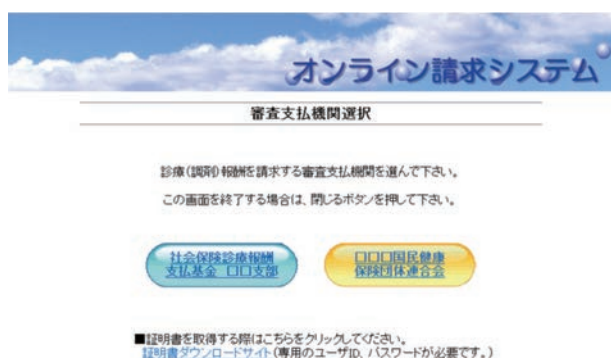 オンライン請求システム
審査支払機関選択
診療(調剤)報酬を請求する審査支払機関を選んで下さい。
この画面を終了する場合は、閉じるボタンを押して下さい。
社会保険診療報酬
支払基金 □□支部
□□□国民健康
保険団体連合会
■証明書を取得する際はこちらをクリックしてください。
証明書ダウンロードサイト(専用のユーザID、パスワードが必要です。)